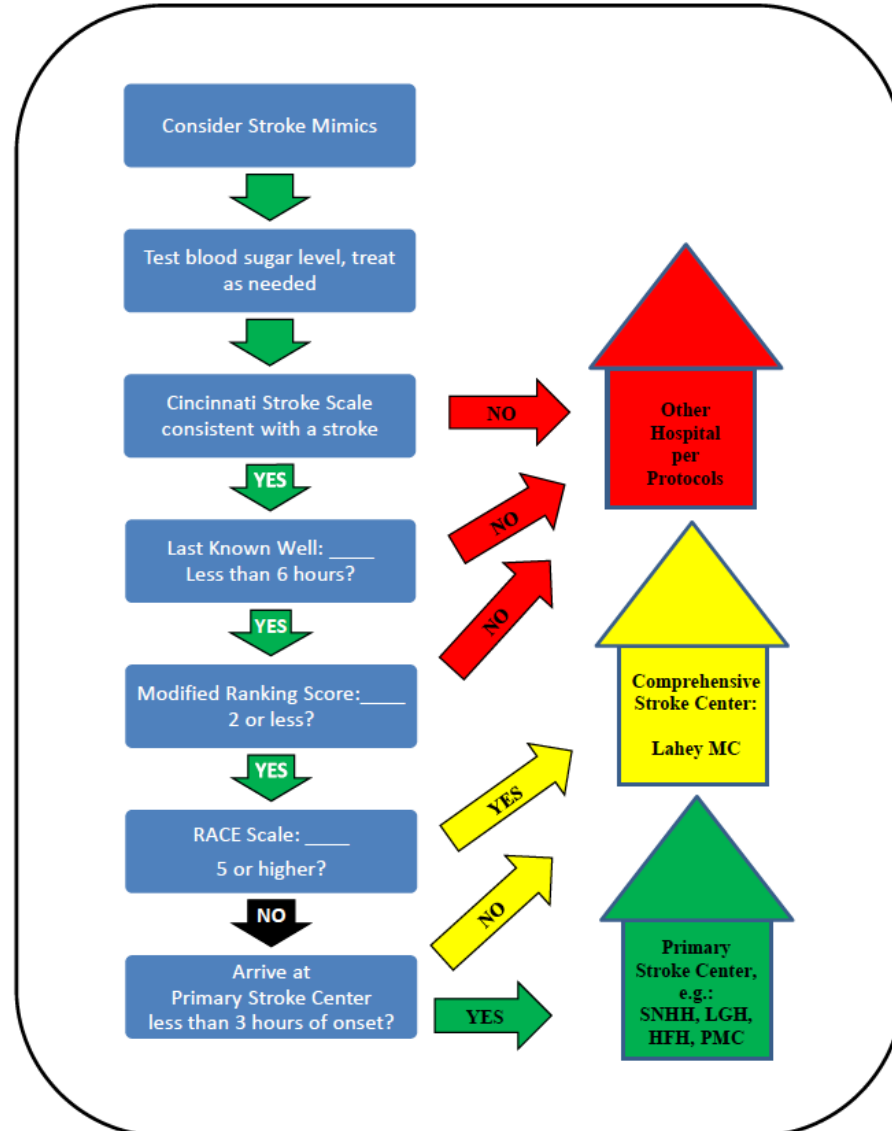 Consider Stroke Mimics
Test blood sugar level, treat
as needed
Cincinnati Stroke Scale
consistent with a stroke
NO
YES
Last Known Well: ____
Less than 6 hours?
NO
YES
Modified Ranking Score:____
2 or less?
NO
YES
RACE Scale: ____
5 or higher?
YES
NO
Arrive at
Primary Stroke Center
less than 3 hours of onset?
NO
YES
Other
Hospital
per
Protocols
Comprehensive
Stroke Center:
Lahey MC
Primary
Stroke Center,
e.g.:
SNHH, LGH,
HFH, PMC